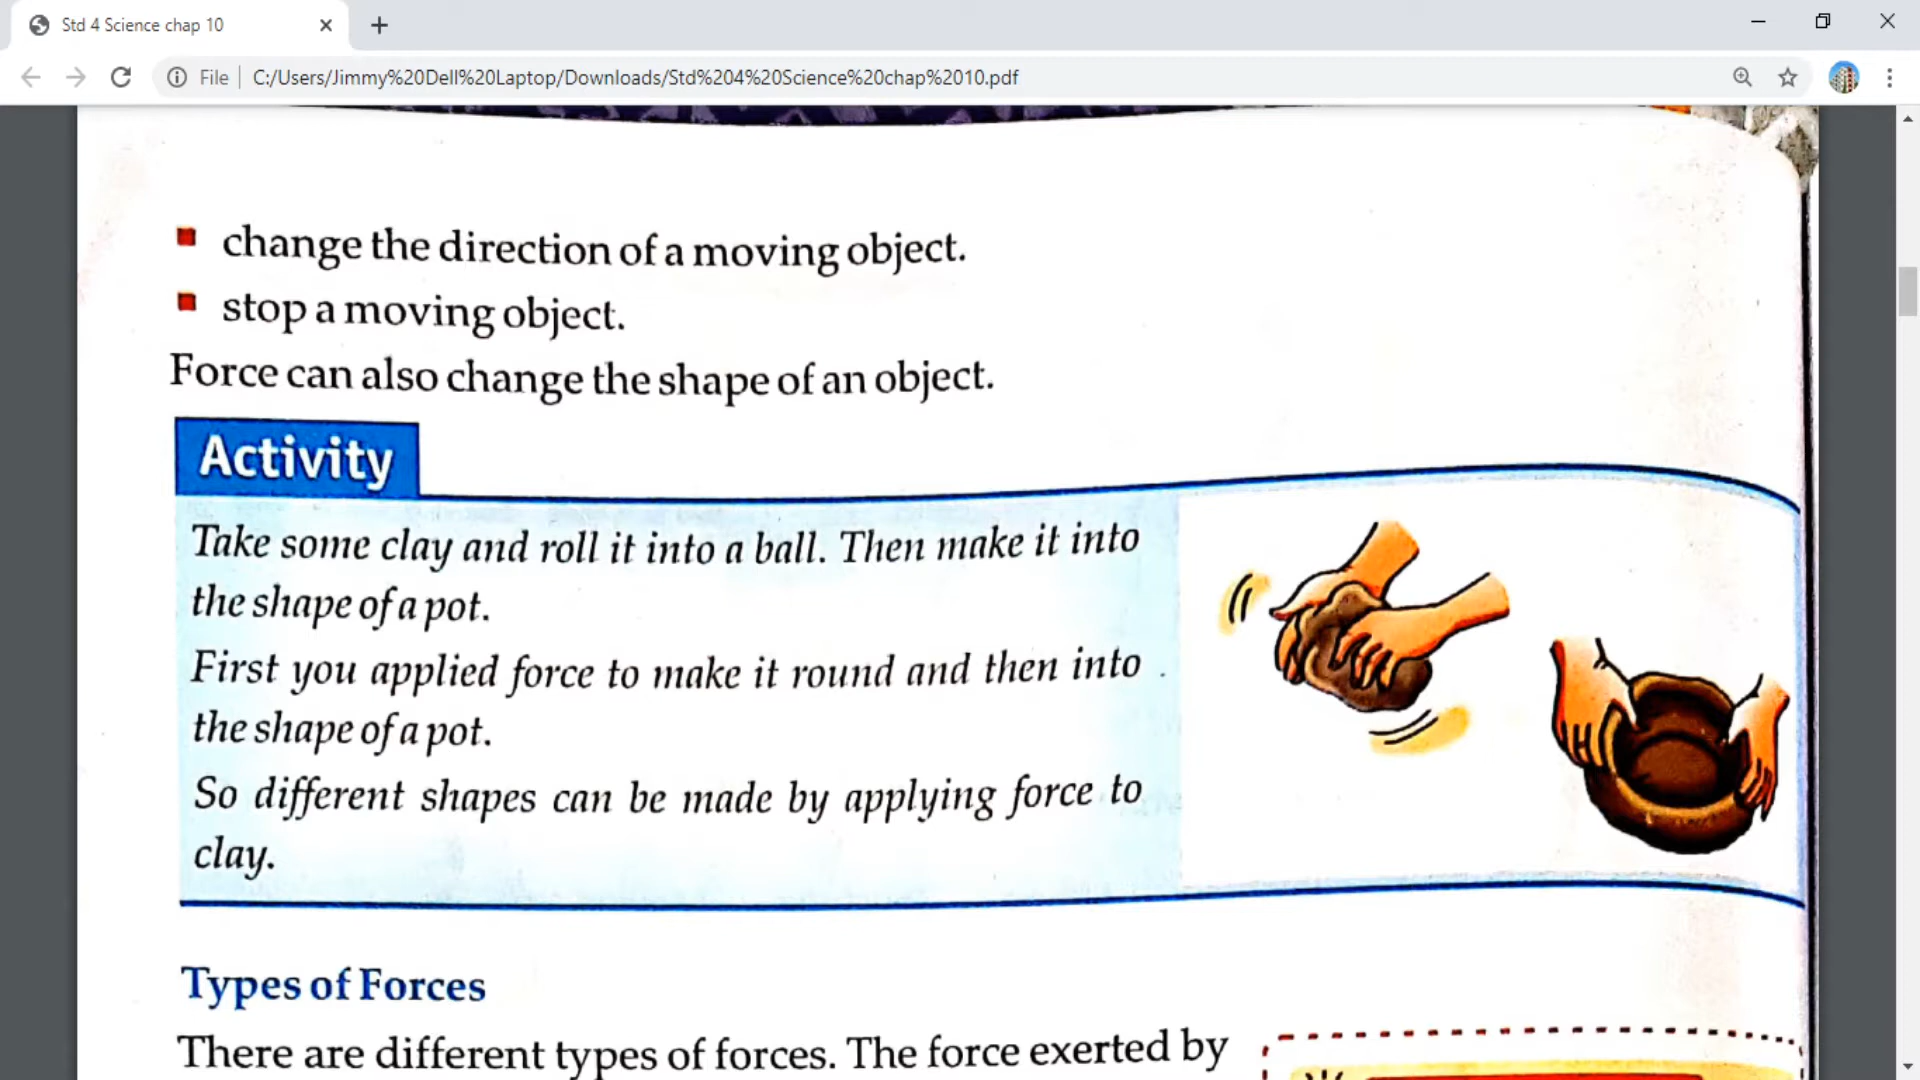 Std 4 Science chap 10
File
C:/Users/Jimmy%20Dell%20Laptop/Downloads/Std%204%20Science%20chap%2010.pdf
change the direction of a moving object.
stop a moving object.
Force can also change the shape of an object.
Activity
Take some clay and roll it into a ball. Then make it into
the shape of a pot.
First you applied force to make it round and then into
the shape of a pot.
So different shapes can be made by applying force to
clay.
Types of Forces
There are different types of forces. The force exerted by